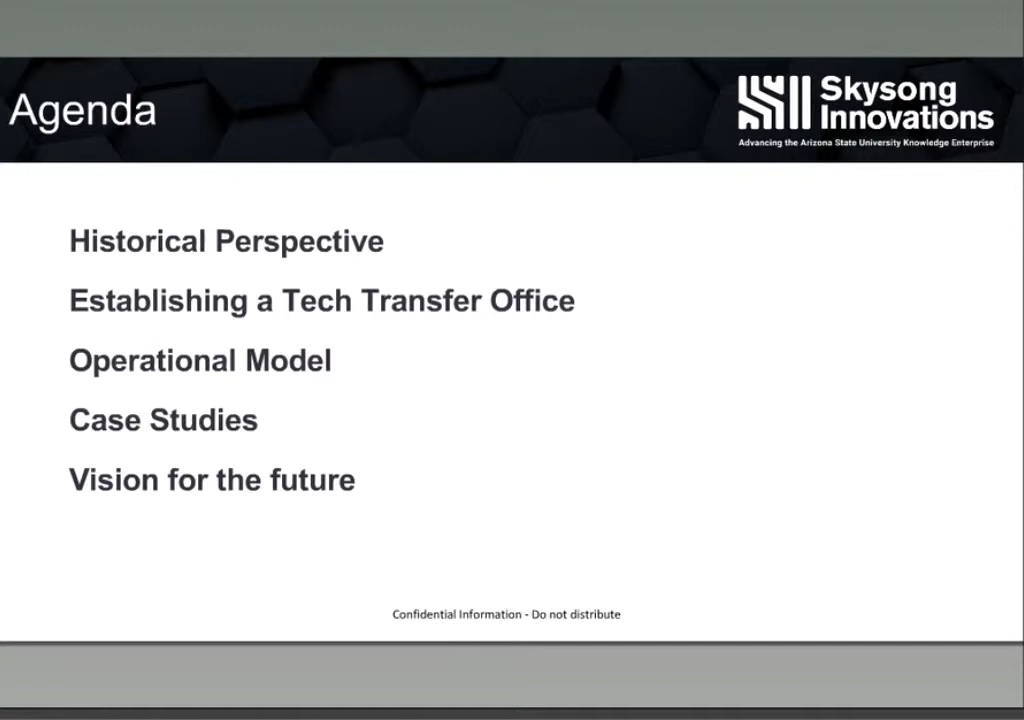 Agenda
Skysong
Innovations
Advancing the Arizona State University Knowledge Enterprise
Historical Perspective
Establishing a Tech Transfer Office
Operational Model
Case Studies
Vision for the future
Confidential Information - Do not distribute